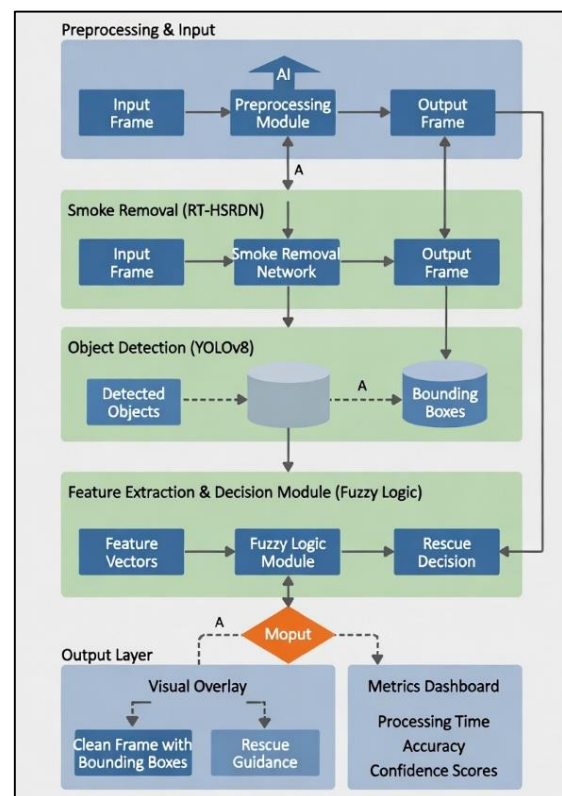 Preprocessing & Input
AI
Input
Frame
Preprocessing
Module
Output
Frame
A
Smoke Removal (RT-HSRDN)
Input
Frame
Smoke Removal
Network
Output
Frame
Object Detection (YOLOv8)
Detected
Objects
A
Bounding
Boxes
Feature Extraction & Decision Module (Fuzzy Logic)
Feature
Vectors
Fuzzy Logic
Module
Rescue
Decision
A
Moput
Output Layer
Visual Overlay
Clean Frame with
Bounding Boxes
Rescue
Guidance
Metrics Dashboard
Processing Time
Accuracy
Confidence Scores